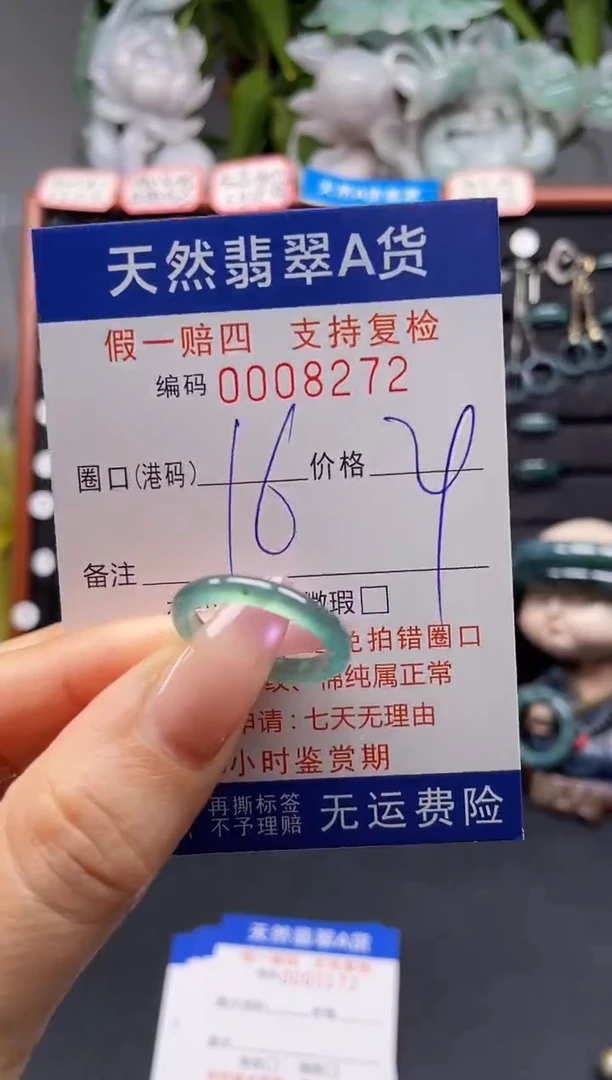 天然翡翠A货
假一赔四 支持复检
编码 0008272
圈口(港码) 16 价格 4
备注
微瑕□
免拍错圈口
棉纯属正常
申请：七天无理由
小时鉴赏期
再撕标签
不予理赔
无运费险
天然翡翠A货